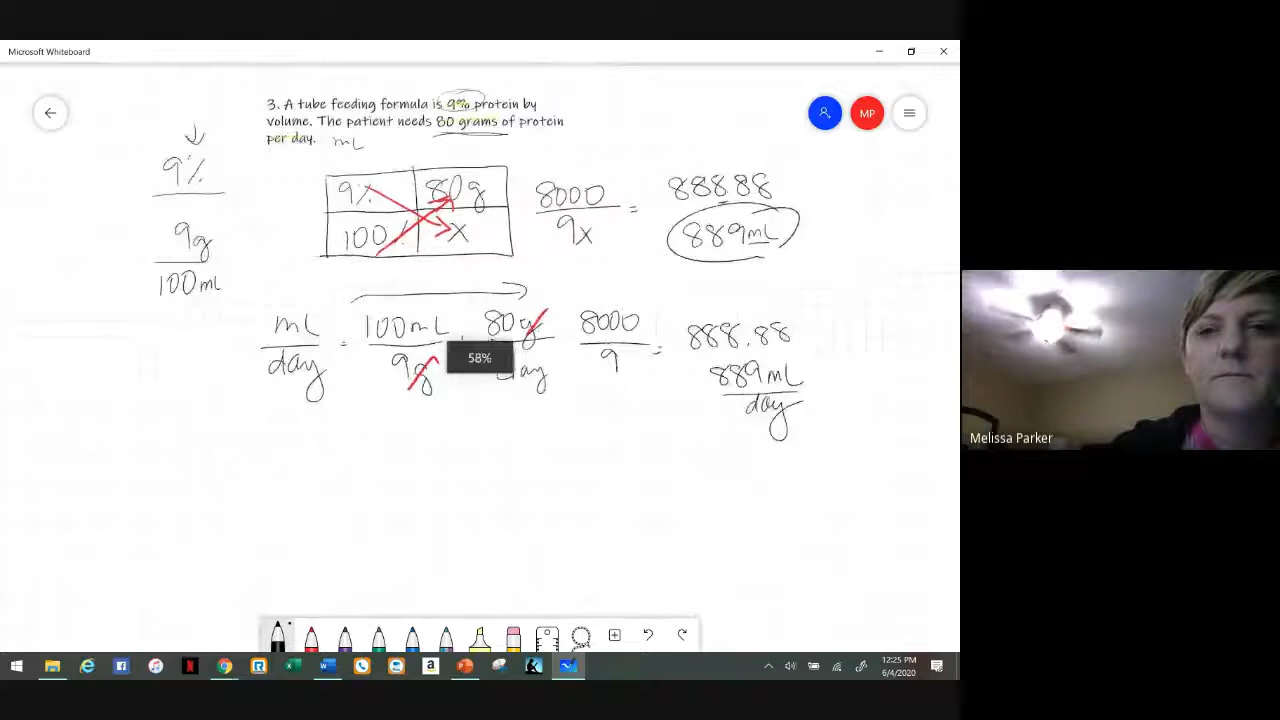 Microsoft Whiteboard
3. A tube feeding formula is 9% protein by
volume. The patient needs 80 grams of protein
per day. mL
MP
9%
9g
100mL
9% 80g
100% x
8000
9x
=
88888
889mL
mL
day
=
100mL
9g
80g
day
8000
9
=
888.88
889mL
day
58%
Melissa Parker
12:25 PM
6/4/2020